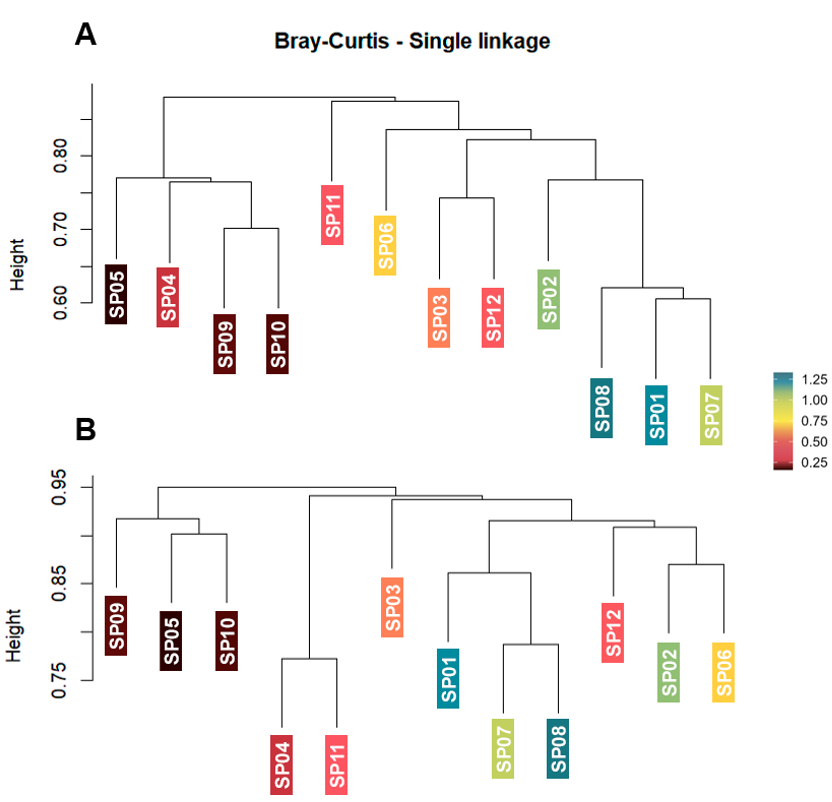 A
Bray-Curtis - Single linkage
Height
0.80
0.70
0.60
SP05
SP04
SP09
SP10
SP11
SP06
SP03
SP12
SP02
SP08
SP01
SP07
1.25
1.00
0.75
0.50
0.25
B
Height
0.95
0.85
0.75
SP09
SP05
SP10
SP04
SP11
SP03
SP01
SP07
SP08
SP12
SP02
SP06